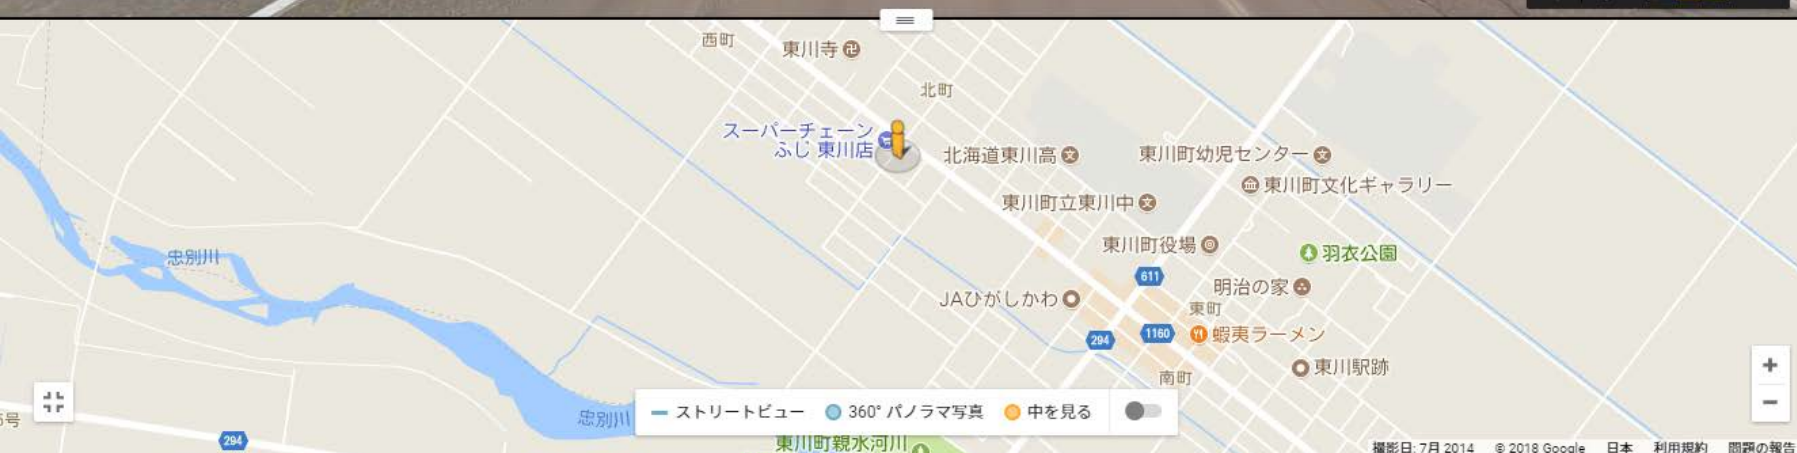 西町
東川寺
北町
スーパーチェーン
ふじ 東川店
北海道東川高
東川町幼児センター
東川町文化ギャラリー
東川町立東川中
東川町役場
羽衣公園
忠別川
611
明治の家
JAひがしかわ
東町
294
1160
蝦夷ラーメン
東川駅跡
南町
号
忠別川
ストリートビュー
360° パノラマ写真
中を見る
294
東川町親水河川
撮影日: 7月 2014 © 2018 Google 日本 利用規約 問題の報告